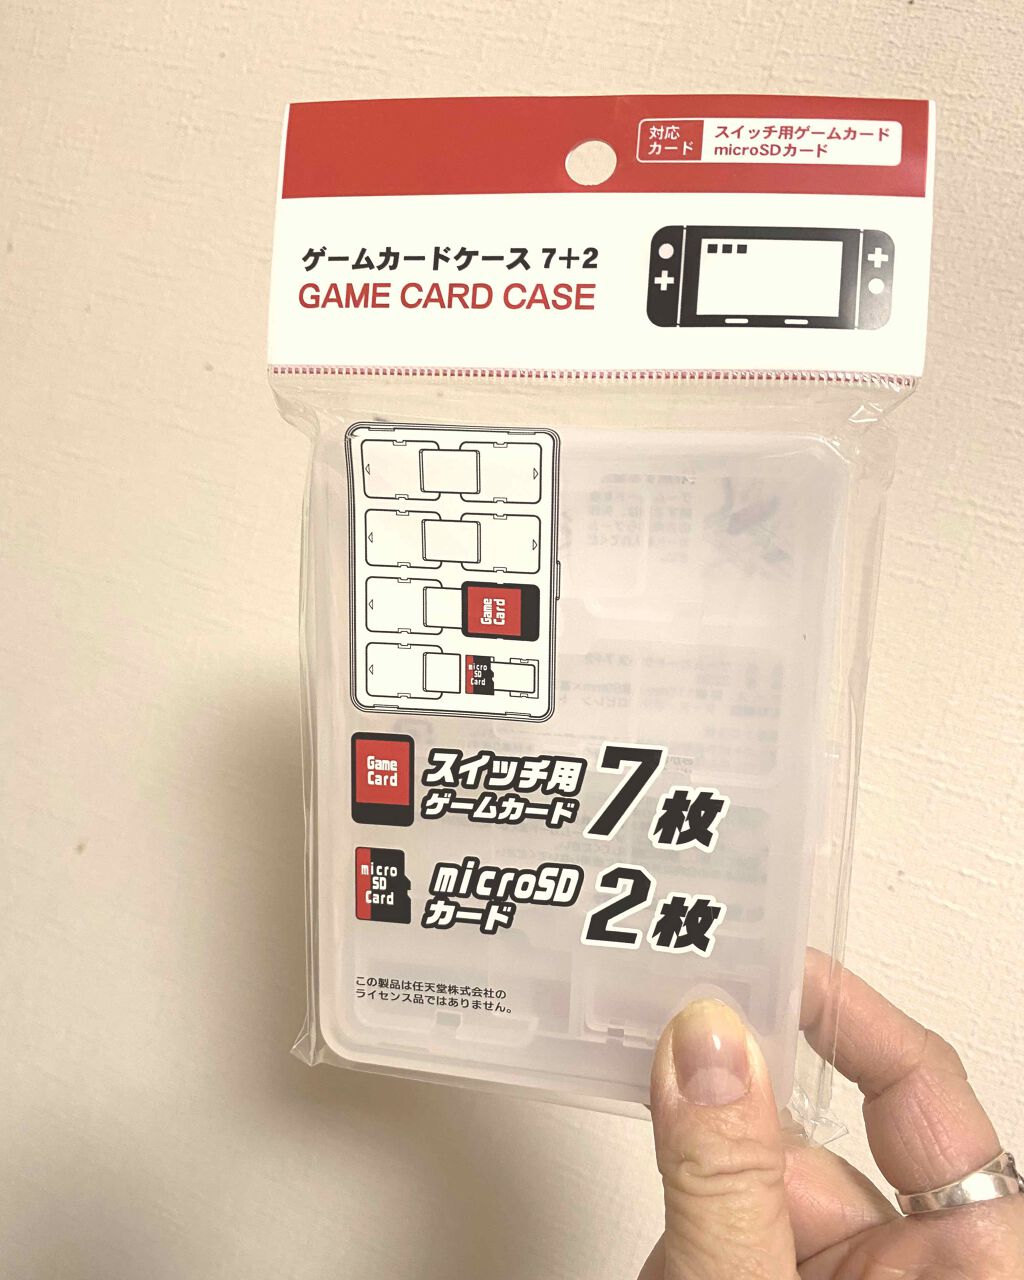 対応
カード
スイッチ用ゲームカード
microSDカード
ゲームカードケース 7+2
GAME CARD CASE
Game
Card
micro
SD
Card
Game
Card
スイッチ用
ゲームカード
7枚
micro
SD
Card
microSD
カード
2枚
この製品は任天堂株式会社の
ライセンス品ではありません。